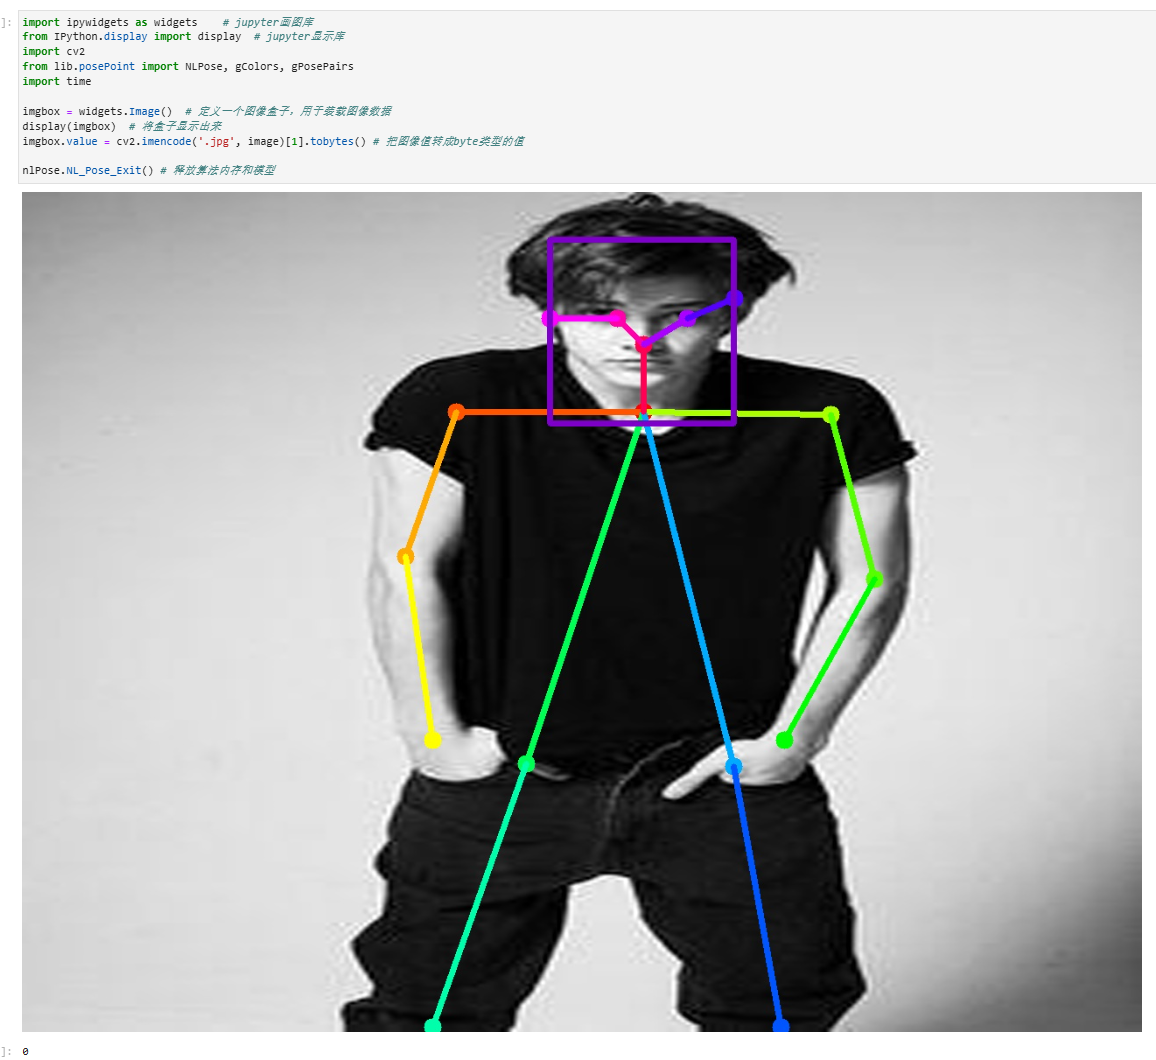 ]:
import ipywidgets as widgets    # jupyter画图库
from IPython.display import display  # jupyter显示库
import cv2
from lib.posePoint import NLPose, gColors, gPosePairs
import time
imgbox = widgets.Image()  # 定义一个图像盒子，用于装载图像数据
display(imgbox)  # 将盒子显示出来
imgbox.value = cv2.imencode('.jpg', image)[1].tobytes() # 把图像值转成byte类型的值
nlPose.NL_Pose_Exit() # 释放算法内存和模型
]: 0